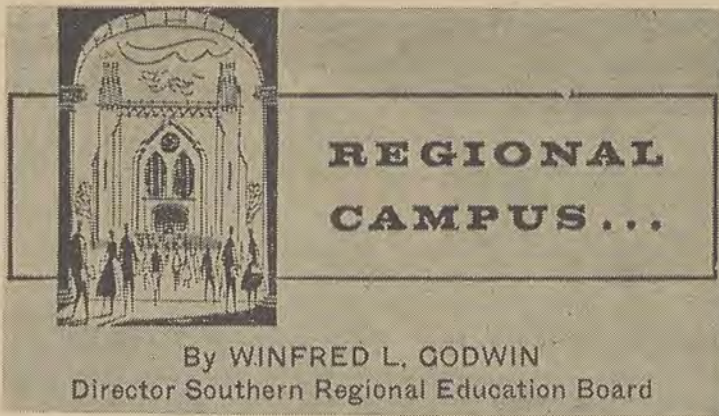 REGIONAL
CAMPUS...
By WINFRED L. GODWIN
Director Southern Regional Education Board